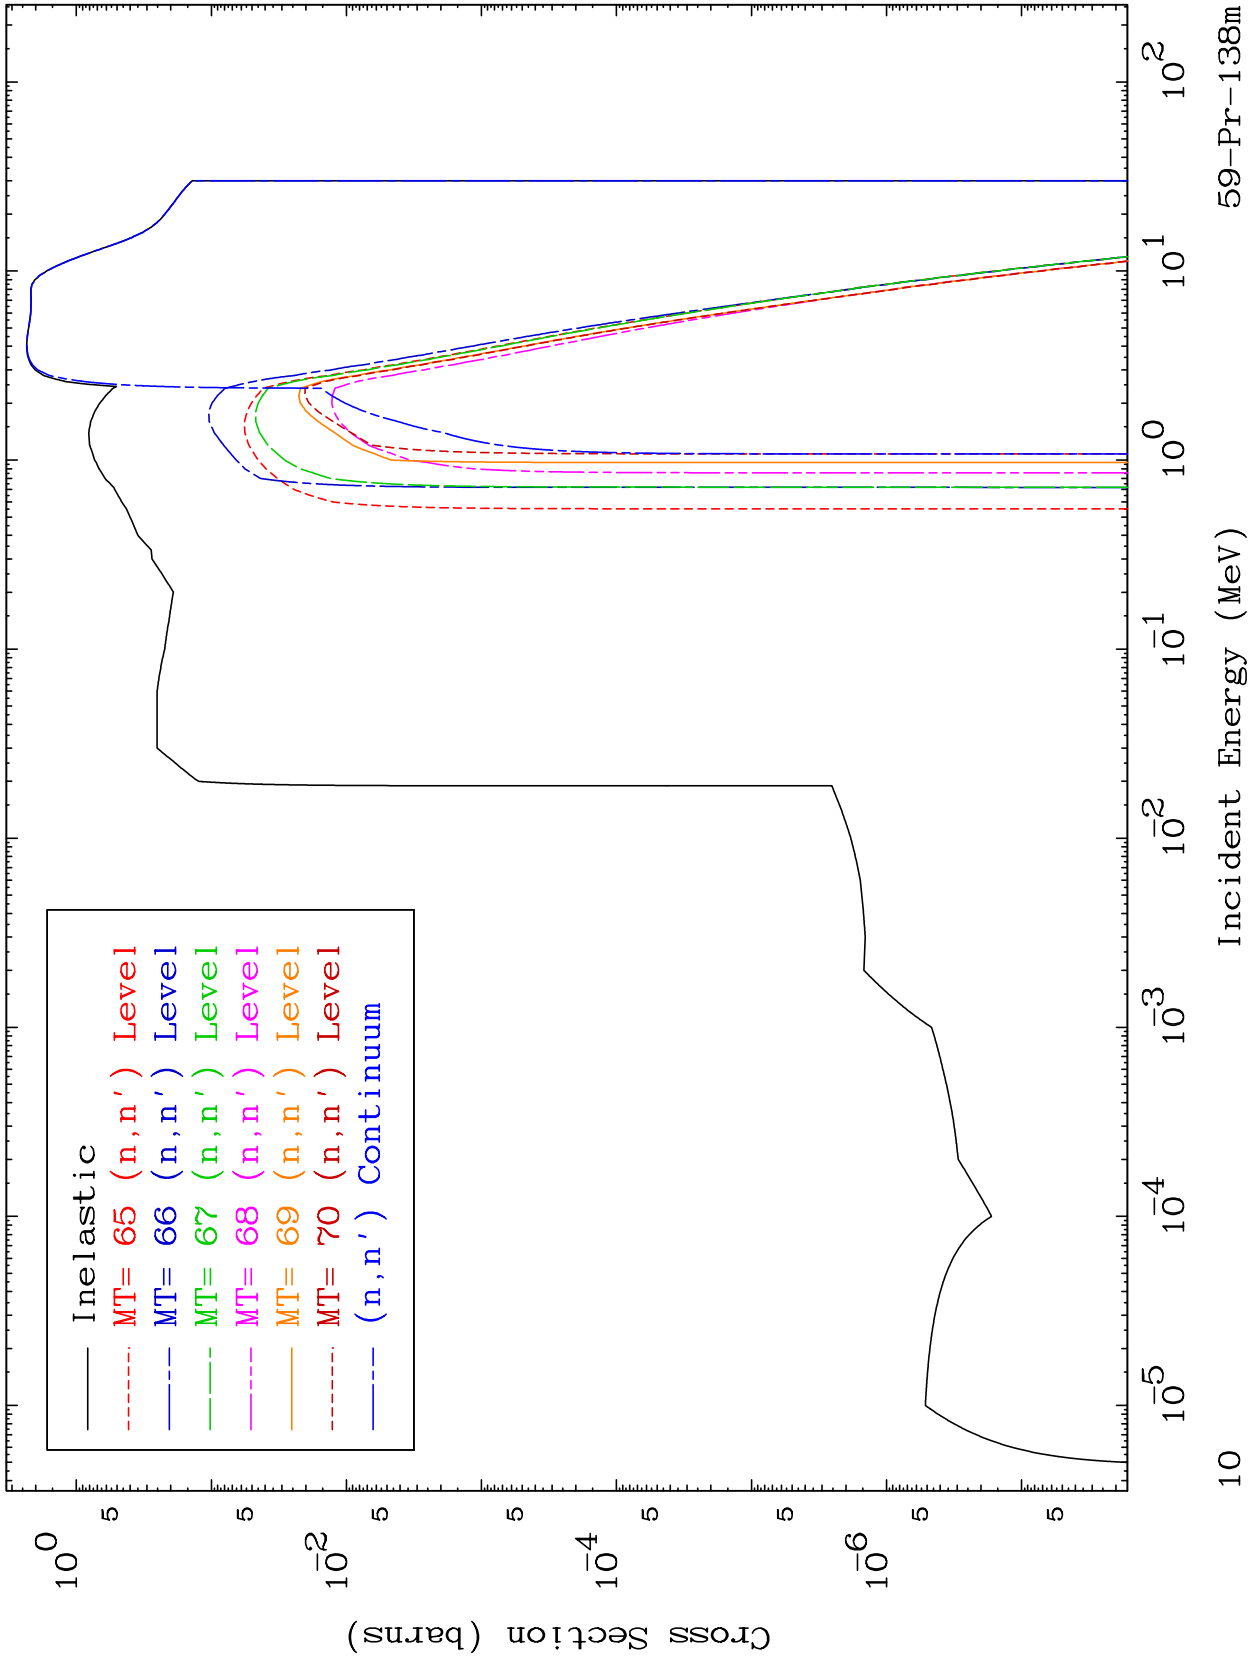 Inelastic
MT= 65 (n,n') Level
MT= 66 (n,n') Level
MT= 67 (n,n') Level
MT= 68 (n,n') Level
MT= 69 (n,n') Level
MT= 70 (n,n') Level
(n,n') Continuum
Cross Section (barns)
10^0
5
5
10^-2
5
5
10^-4
5
5
10^-6
5
5
10^-5
10^-4
10^-3
10^-2
10^-1
10^0
10^1
10^2
Incident Energy (MeV)
10
59-Pr-138m